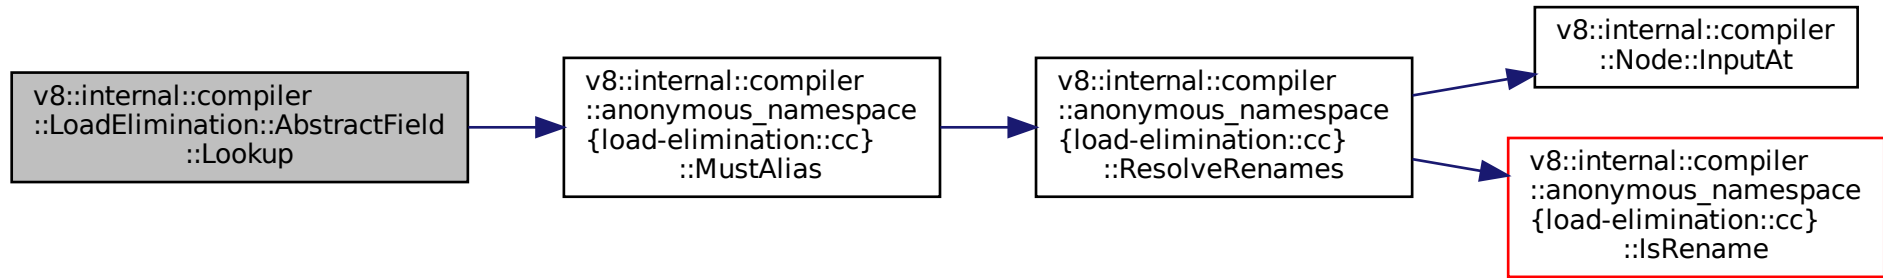 v8::internal::compiler
::LoadElimination::AbstractField
::Lookup
v8::internal::compiler
::anonymous_namespace
{load-elimination::cc}
::MustAlias
v8::internal::compiler
::anonymous_namespace
{load-elimination::cc}
::ResolveRenames
v8::internal::compiler
::Node::InputAt
v8::internal::compiler
::anonymous_namespace
{load-elimination::cc}
::IsRename